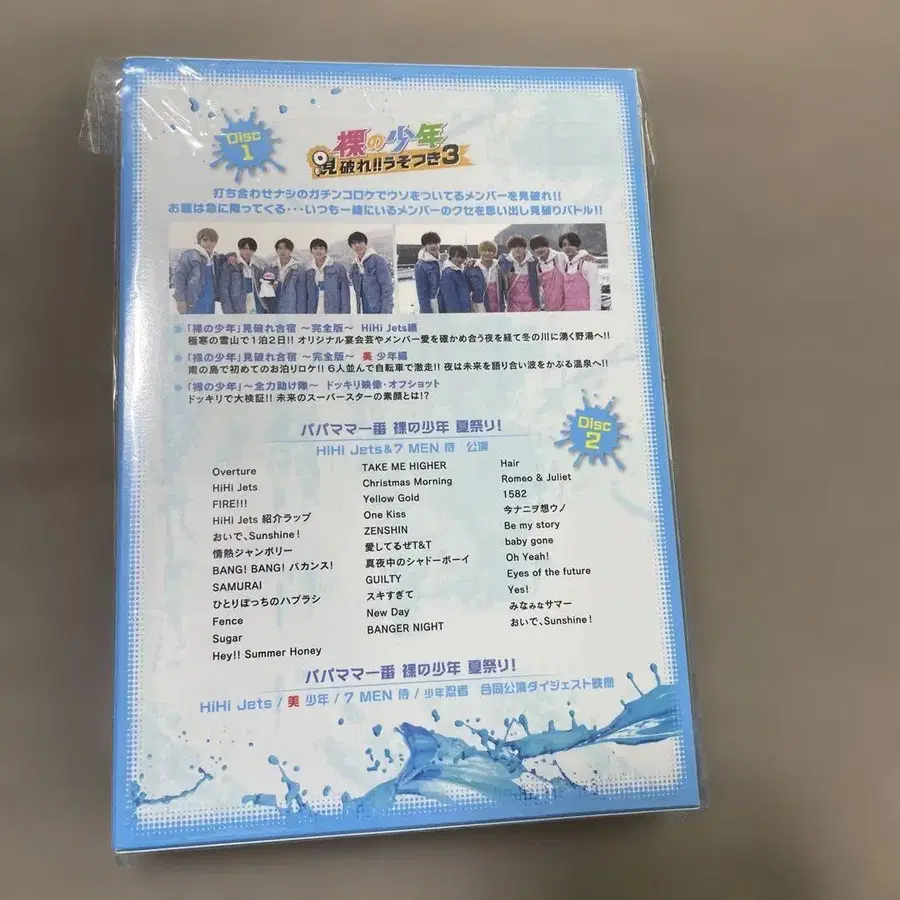 Disc
1
裸の少年
見破れ!!うそつき3
打ち合わせナシのガチンコロケでウソをついてるメンバーを見破れ!!
お題は急に降ってくる・・・いつも一緒にいるメンバーのクセを思い出し見破りバトル!!
「裸の少年」見破れ合宿 ～完全版～ HiHi Jets編
極寒の雪山で1泊2日!! オリジナル宴会芸やメンバー愛を確かめ合う夜を経て冬の川に湧く野湯へ!!
「裸の少年」見破れ合宿 ～完全版～ 美 少年編
南の島で初めてのお泊りロケ!! 6人並んで自転車で激走!! 夜は未来を語り合い波をかぶる温泉へ!!
「裸の少年」～全力助け隊～ ドッキリ映像・オフショット
ドッキリで大検証!! 未来のスーパースターの素顔とは!?
Disc
2
パパママ一番 裸の少年 夏祭り!
HiHi Jets&7 MEN 侍 公演
Overture
HiHi Jets
FIRE!!!
HiHi Jets 紹介ラップ
おいで、Sunshine!
情熱ジャンボリー
BANG! BANG! バカンス!
SAMURAI
ひとりぼっちのハブラシ
Fence
Sugar
Hey!! Summer Honey
TAKE ME HIGHER
Christmas Morning
Yellow Gold
One Kiss
ZENSHIN
愛してるぜT&T
真夜中のシャドーボーイ
GUILTY
スキすぎて
New Day
BANGER NIGHT
Hair
Romeo & Juliet
1582
今ナニヲ想ウノ
Be my story
baby gone
Oh Yeah!
Eyes of the future
Yes!
みなみなサマー
おいで、Sunshine!
パパママ一番 裸の少年 夏祭り!
HiHi Jets / 美 少年 / 7 MEN 侍 / 少年忍者 合同公演ダイジェスト映像